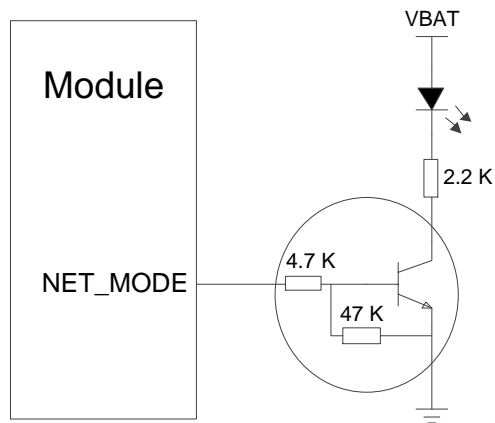 VBAT
Module
2.2 K
4.7 K
NET_MODE
47 K